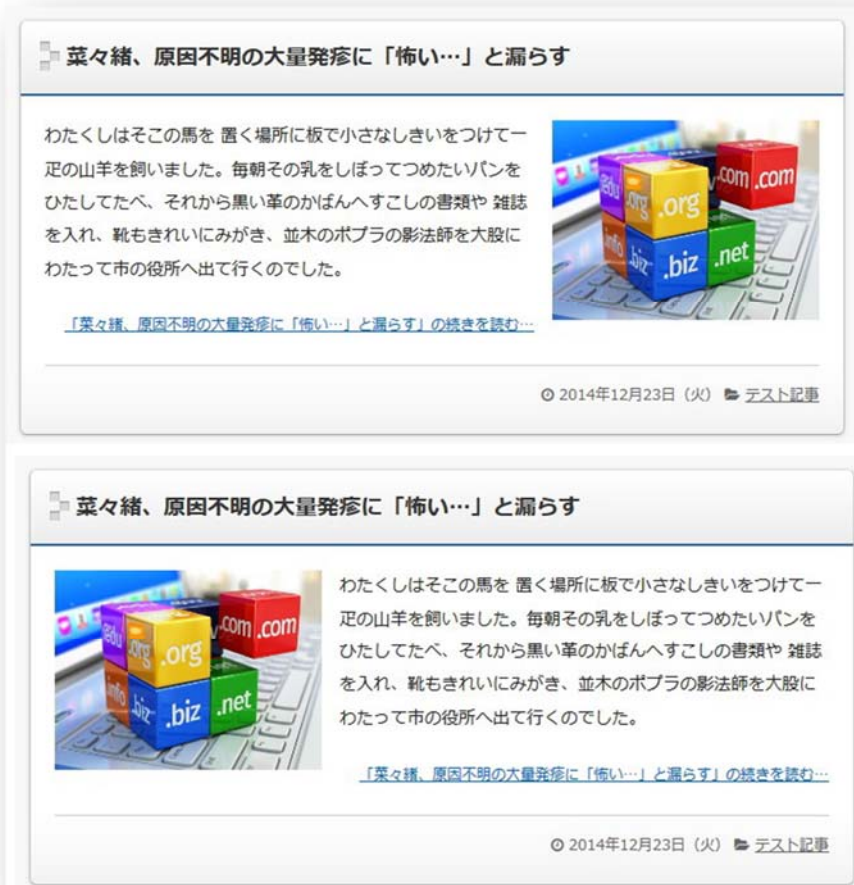 菜々緒、原因不明の大量発疹に「怖い…」と漏らす
わたくしはそこの馬を 置く場所に板で小さなしきいをつけて一
疋の山羊を飼いました。毎朝その乳をしぼってつめたいパンを
ひたしてたべ、それから黒い革のかばんへすこしの書類や 雑誌
を入れ、靴もきれいにみがき、並木のポプラの影法師を大股に
わたって市の役所へ出て行くのでした。
edu
.org
.org
.com
.com
.info
.biz
.biz
.net
「菜々緒、原因不明の大量発疹に「怖い…」と漏らす」の続きを読む…
2014年12月23日（火） テスト記事
菜々緒、原因不明の大量発疹に「怖い…」と漏らす
edu
.org
.org
.com
.com
.info
.biz
.biz
.net
わたくしはそこの馬を 置く場所に板で小さなしきいをつけて一
疋の山羊を飼いました。毎朝その乳をしぼってつめたいパンを
ひたしてたべ、それから黒い革のかばんへすこしの書類や 雑誌
を入れ、靴もきれいにみがき、並木のポプラの影法師を大股に
わたって市の役所へ出て行くのでした。
「菜々緒、原因不明の大量発疹に「怖い…」と漏らす」の続きを読む…
2014年12月23日（火） テスト記事